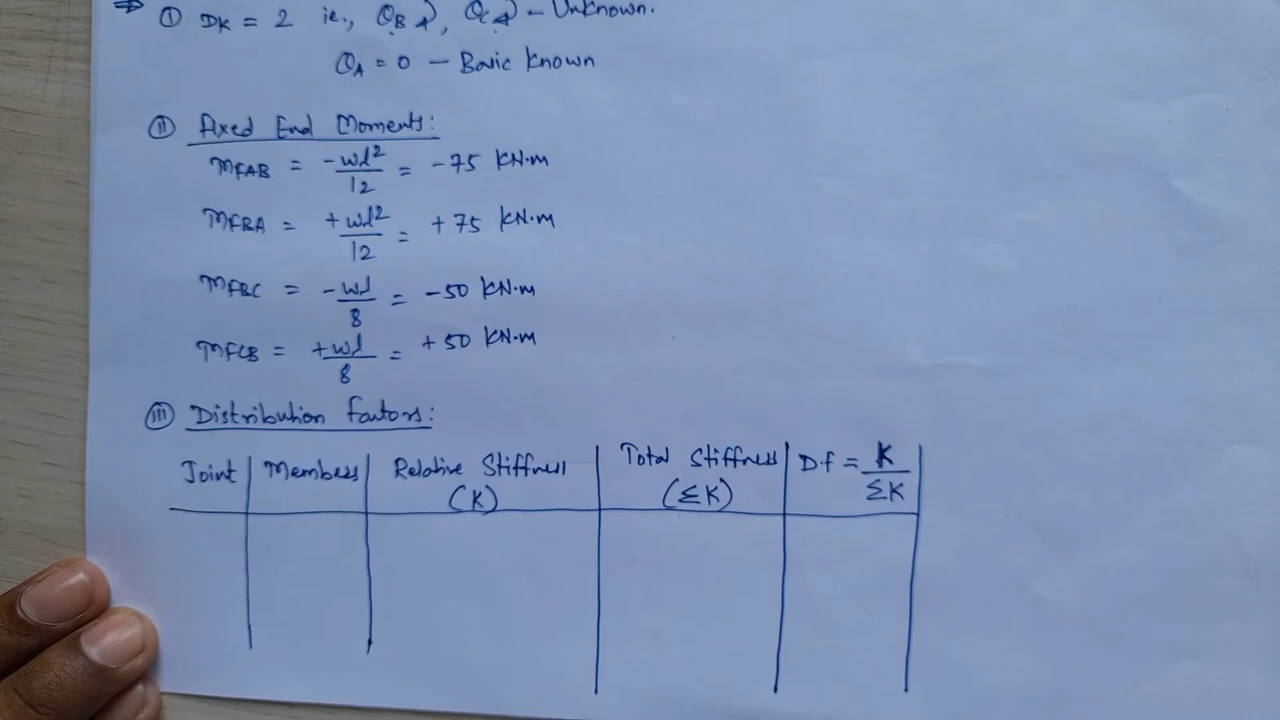 ⇒ ① DK = 2 ie., θB ↷, θC ↷ - Unknown.
θA = 0 - Basic Known
② Fixed End Moments:
MFAB = -wl²/12 = -75 KN.m
MFBA = +wl²/12 = +75 KN.m
MFBC = -wl/8 = -50 KN.m
MFCB = +wl/8 = +50 KN.m
③ Distribution Factors:
Joint | Members | Relative Stiffness (K) | Total Stiffness (ΣK) | D.f = K/ΣK